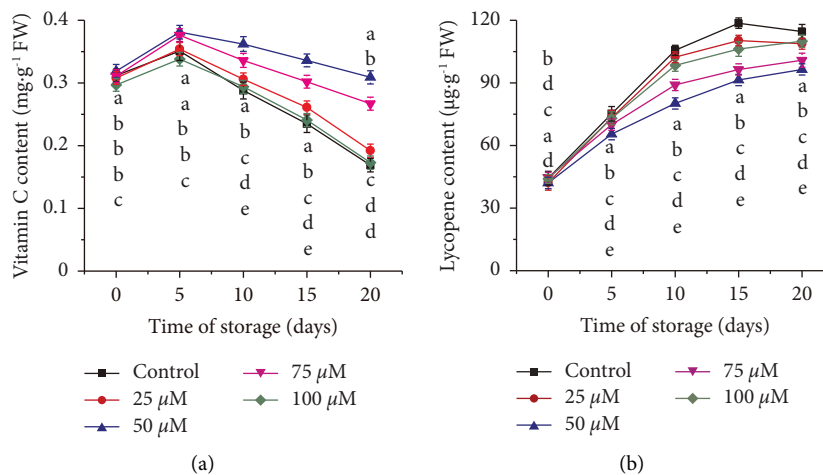 0.4
0.3
0.2
0.1
0
Vitamin C content (mg·g⁻¹ FW)
a
b
b
b
c
a
a
b
b
c
a
b
c
d
e
a
b
c
d
e
a
b
c
d
d
0 5 10 15 20
Time of storage (days)
Control
25 μM
50 μM
75 μM
100 μM
(a)
120
90
60
30
0
Lycopene content (μg·g⁻¹ FW)
b
d
c
a
d
a
b
c
d
e
a
b
c
d
e
a
b
c
d
e
a
b
c
d
e
0 5 10 15 20
Time of storage (days)
Control
25 μM
50 μM
75 μM
100 μM
(b)